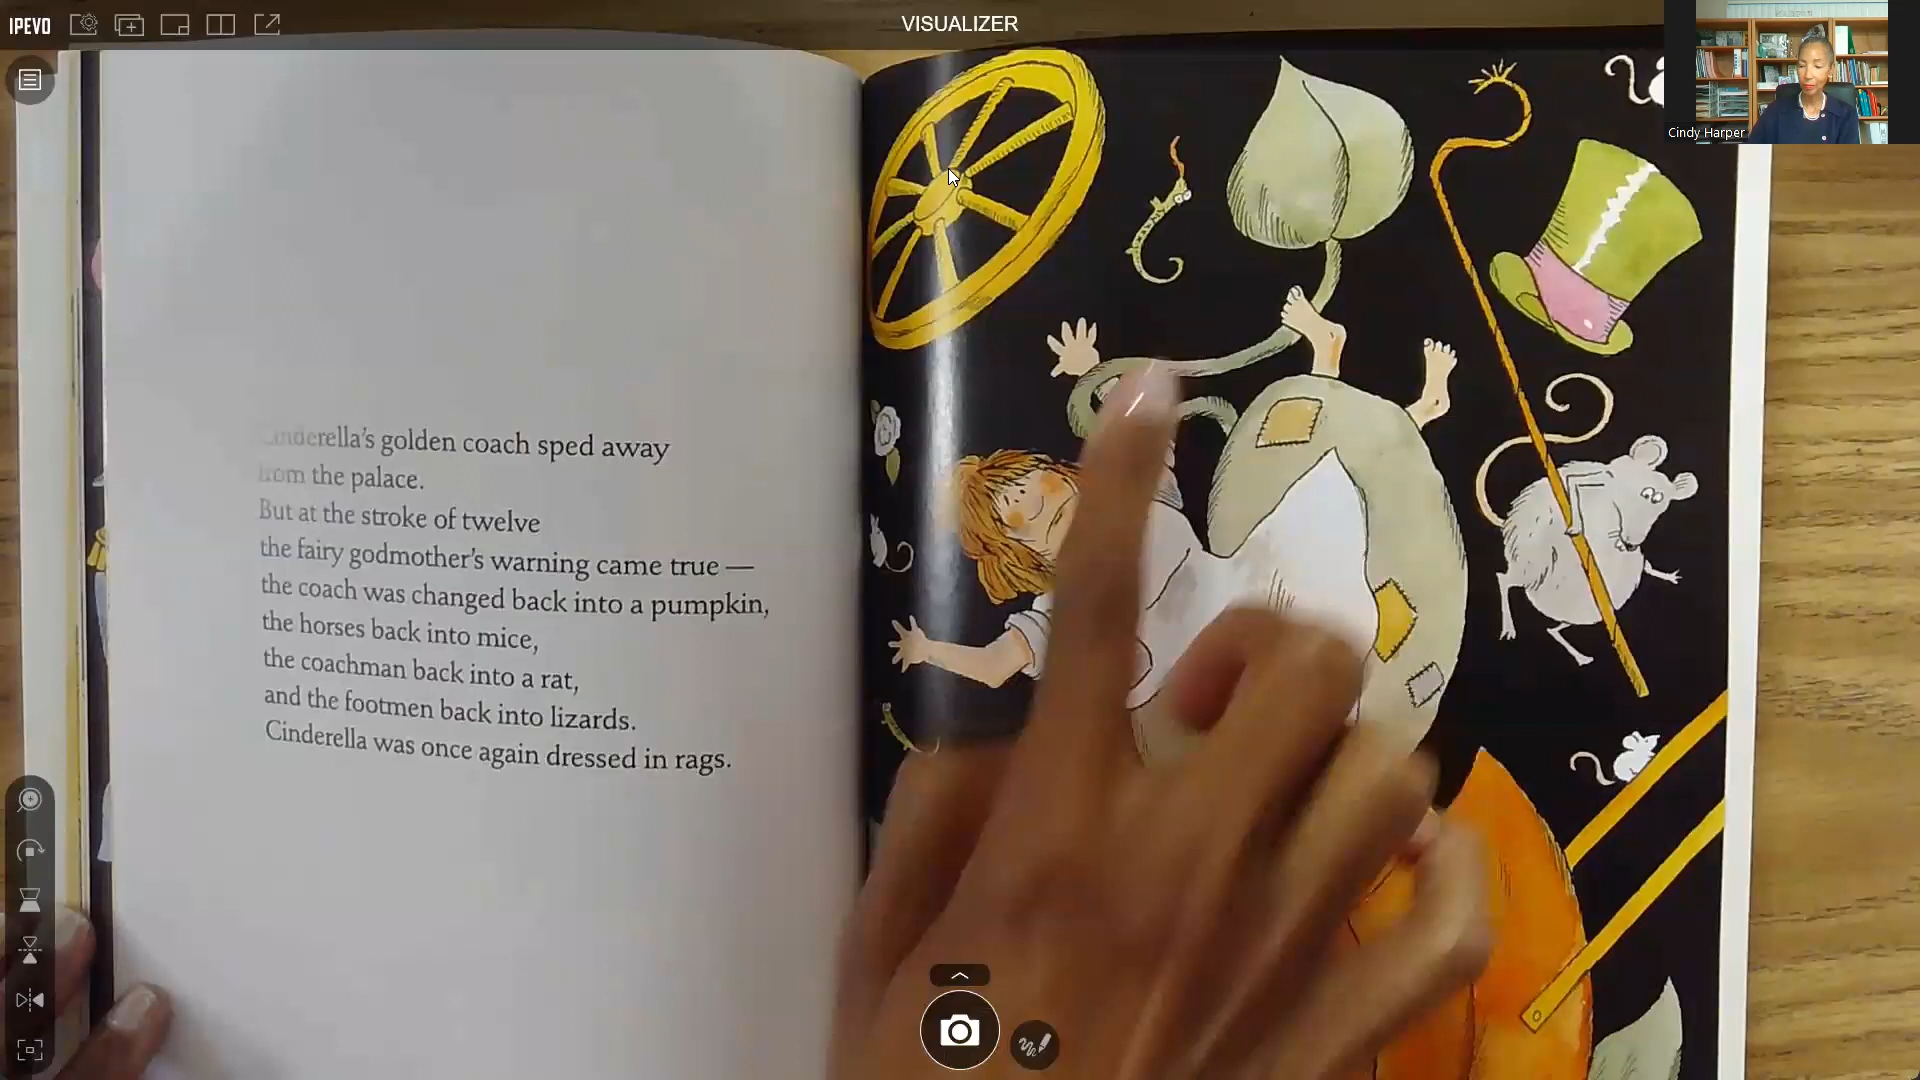 IPEVO
VISUALIZER
Cindy Harper
Cinderella's golden coach sped away
from the palace.
But at the stroke of twelve
the fairy godmother's warning came true —
the coach was changed back into a pumpkin,
the horses back into mice,
the coachman back into a rat,
and the footmen back into lizards.
Cinderella was once again dressed in rags.